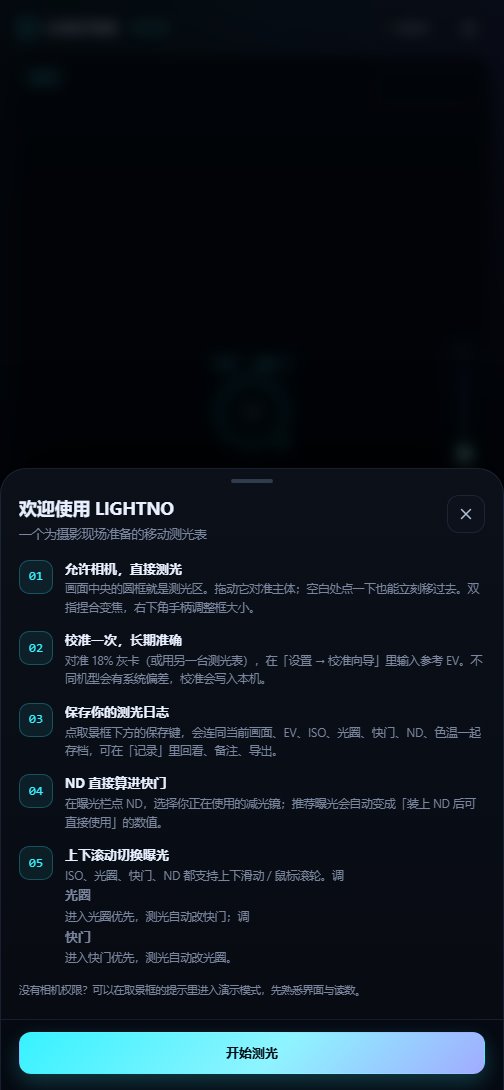 欢迎使用 LIGHTNO
一个为摄影现场准备的移动测光表
01
允许相机，直接测光
画面中央的圆框就是测光区。拖动它对准主体；空白处点一下也能立刻移过去。双
指捏合变焦，右下角手柄调整框大小。
02
校准一次，长期准确
对准 18% 灰卡（或用另一台测光表），在「设置 → 校准向导」里输入参考 EV。不
同机型会有系统偏差，校准会写入本机。
03
保存你的测光日志
点取景框下方的保存键，会连同当前画面、EV、ISO、光圈、快门、ND、色温一起
存档，可在「记录」里回看、备注、导出。
04
ND 直接算进快门
在曝光栏点 ND，选择你正在使用的减光镜；推荐曝光会自动变成「装上 ND 后可
直接使用」的数值。
05
上下滚动切换曝光
ISO、光圈、快门、ND 都支持上下滑动 / 鼠标滚轮。调
光圈
进入光圈优先，测光自动改快门；调
快门
进入快门优先，测光自动改光圈。
没有相机权限？可以在取景框的提示里进入演示模式，先熟悉界面与读数。
开始测光